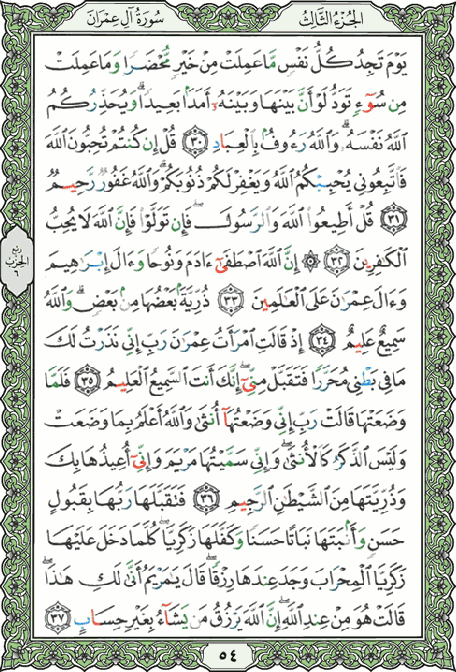 سُورَةُ آلِ عِمْرَانَ
الجُزْءُ الثَّالِثُ
يَوْمَ تَجِدُ كُلُّ نَفْسٍ مَّا عَمِلَتْ مِنْ خَيْرٍ مُّحْضَرًا وَمَا عَمِلَتْ
مِن سُوٓءٍ تَوَدُّ لَوْ أَنَّ بَيْنَهَا وَبَيْنَهُۥٓ أَمَدًۢا بَعِيدًا ۗ وَيُحَذِّرُكُمُ
ٱللَّهُ نَفْسَهُۥ ۗ وَٱللَّهُ رَءُوفٌۢ بِٱلْعِبَادِ ٣٠ قُلْ إِن كُنتُمْ تُحِبُّونَ ٱللَّهَ
فَٱتَّبِعُونِى يُحْبِبْكُمُ ٱللَّهُ وَيَغْفِرْ لَكُمْ ذُنُوبَكُمْ ۗ وَٱللَّهُ غَفُورٌ رَّحِيمٌ
٣١ قُلْ أَطِيعُوا۟ ٱللَّهَ وَٱلرَّسُولَ ۖ فَإِن تَوَلَّوْا۟ فَإِنَّ ٱللَّهَ لَا يُحِبُّ
ٱلْكَٰفِرِينَ ٣٢ ۞ إِنَّ ٱللَّهَ ٱصْطَفَىٰٓ ءَادَمَ وَنُوحًا وَءَالَ إِبْرَٰهِيمَ
وَءَالَ عِمْرَٰنَ عَلَى ٱلْعَٰلَمِينَ ٣٣ ذُرِّيَّةًۢ بَعْضُهَا مِنۢ بَعْضٍ ۗ وَٱللَّهُ
سَمِيعٌ عَلِيمٌ ٣٤ إِذْ قَالَتِ ٱمْرَأَتُ عِمْرَٰنَ رَبِّ إِنِّى نَذَرْتُ لَكَ
مَا فِى بَطْنِى مُحَرَّرًا فَتَقَبَّلْ مِنِّىٓ ۖ إِنَّكَ أَنتَ ٱلسَّمِيعُ ٱلْعَلِيمُ ٣٥ فَلَمَّا
وَضَعَتْهَا قَالَتْ رَبِّ إِنِّى وَضَعْتُهَآ أُنثَىٰ وَٱللَّهُ أَعْلَمُ بِمَا وَضَعَتْ
وَلَيْسَ ٱلذَّكَرُ كَٱلْأُنثَىٰ ۖ وَإِنِّى سَمَّيْتُهَا مَرْيَمَ وَإِنِّىٓ أُعِيذُهَا بِكَ
وَذُرِّيَّتَهَا مِنَ ٱلشَّيْطَٰنِ ٱلرَّجِيمِ ٣٦ فَتَقَبَّلَهَا رَبُّهَا بِقَبُولٍ
حَسَنٍ وَأَنۢبَتَهَا نَبَاتًا حَسَنًا وَكَفَّلَهَا زَكَرِيَّا ۖ كُلَّمَا دَخَلَ عَلَيْهَا
زَكَرِيَّا ٱلْمِحْرَابَ وَجَدَ عِندَهَا رِزْقًا ۖ قَالَ يَٰمَرْيَمُ أَنَّىٰ لَكِ هَٰذَا ۖ
قَالَتْ هُوَ مِنْ عِندِ ٱللَّهِ ۖ إِنَّ ٱللَّهَ يَرْزُقُ مَن يَشَآءُ بِغَيْرِ حِسَابٍ ٣٧
ربع
الحزب
٦
٥٤